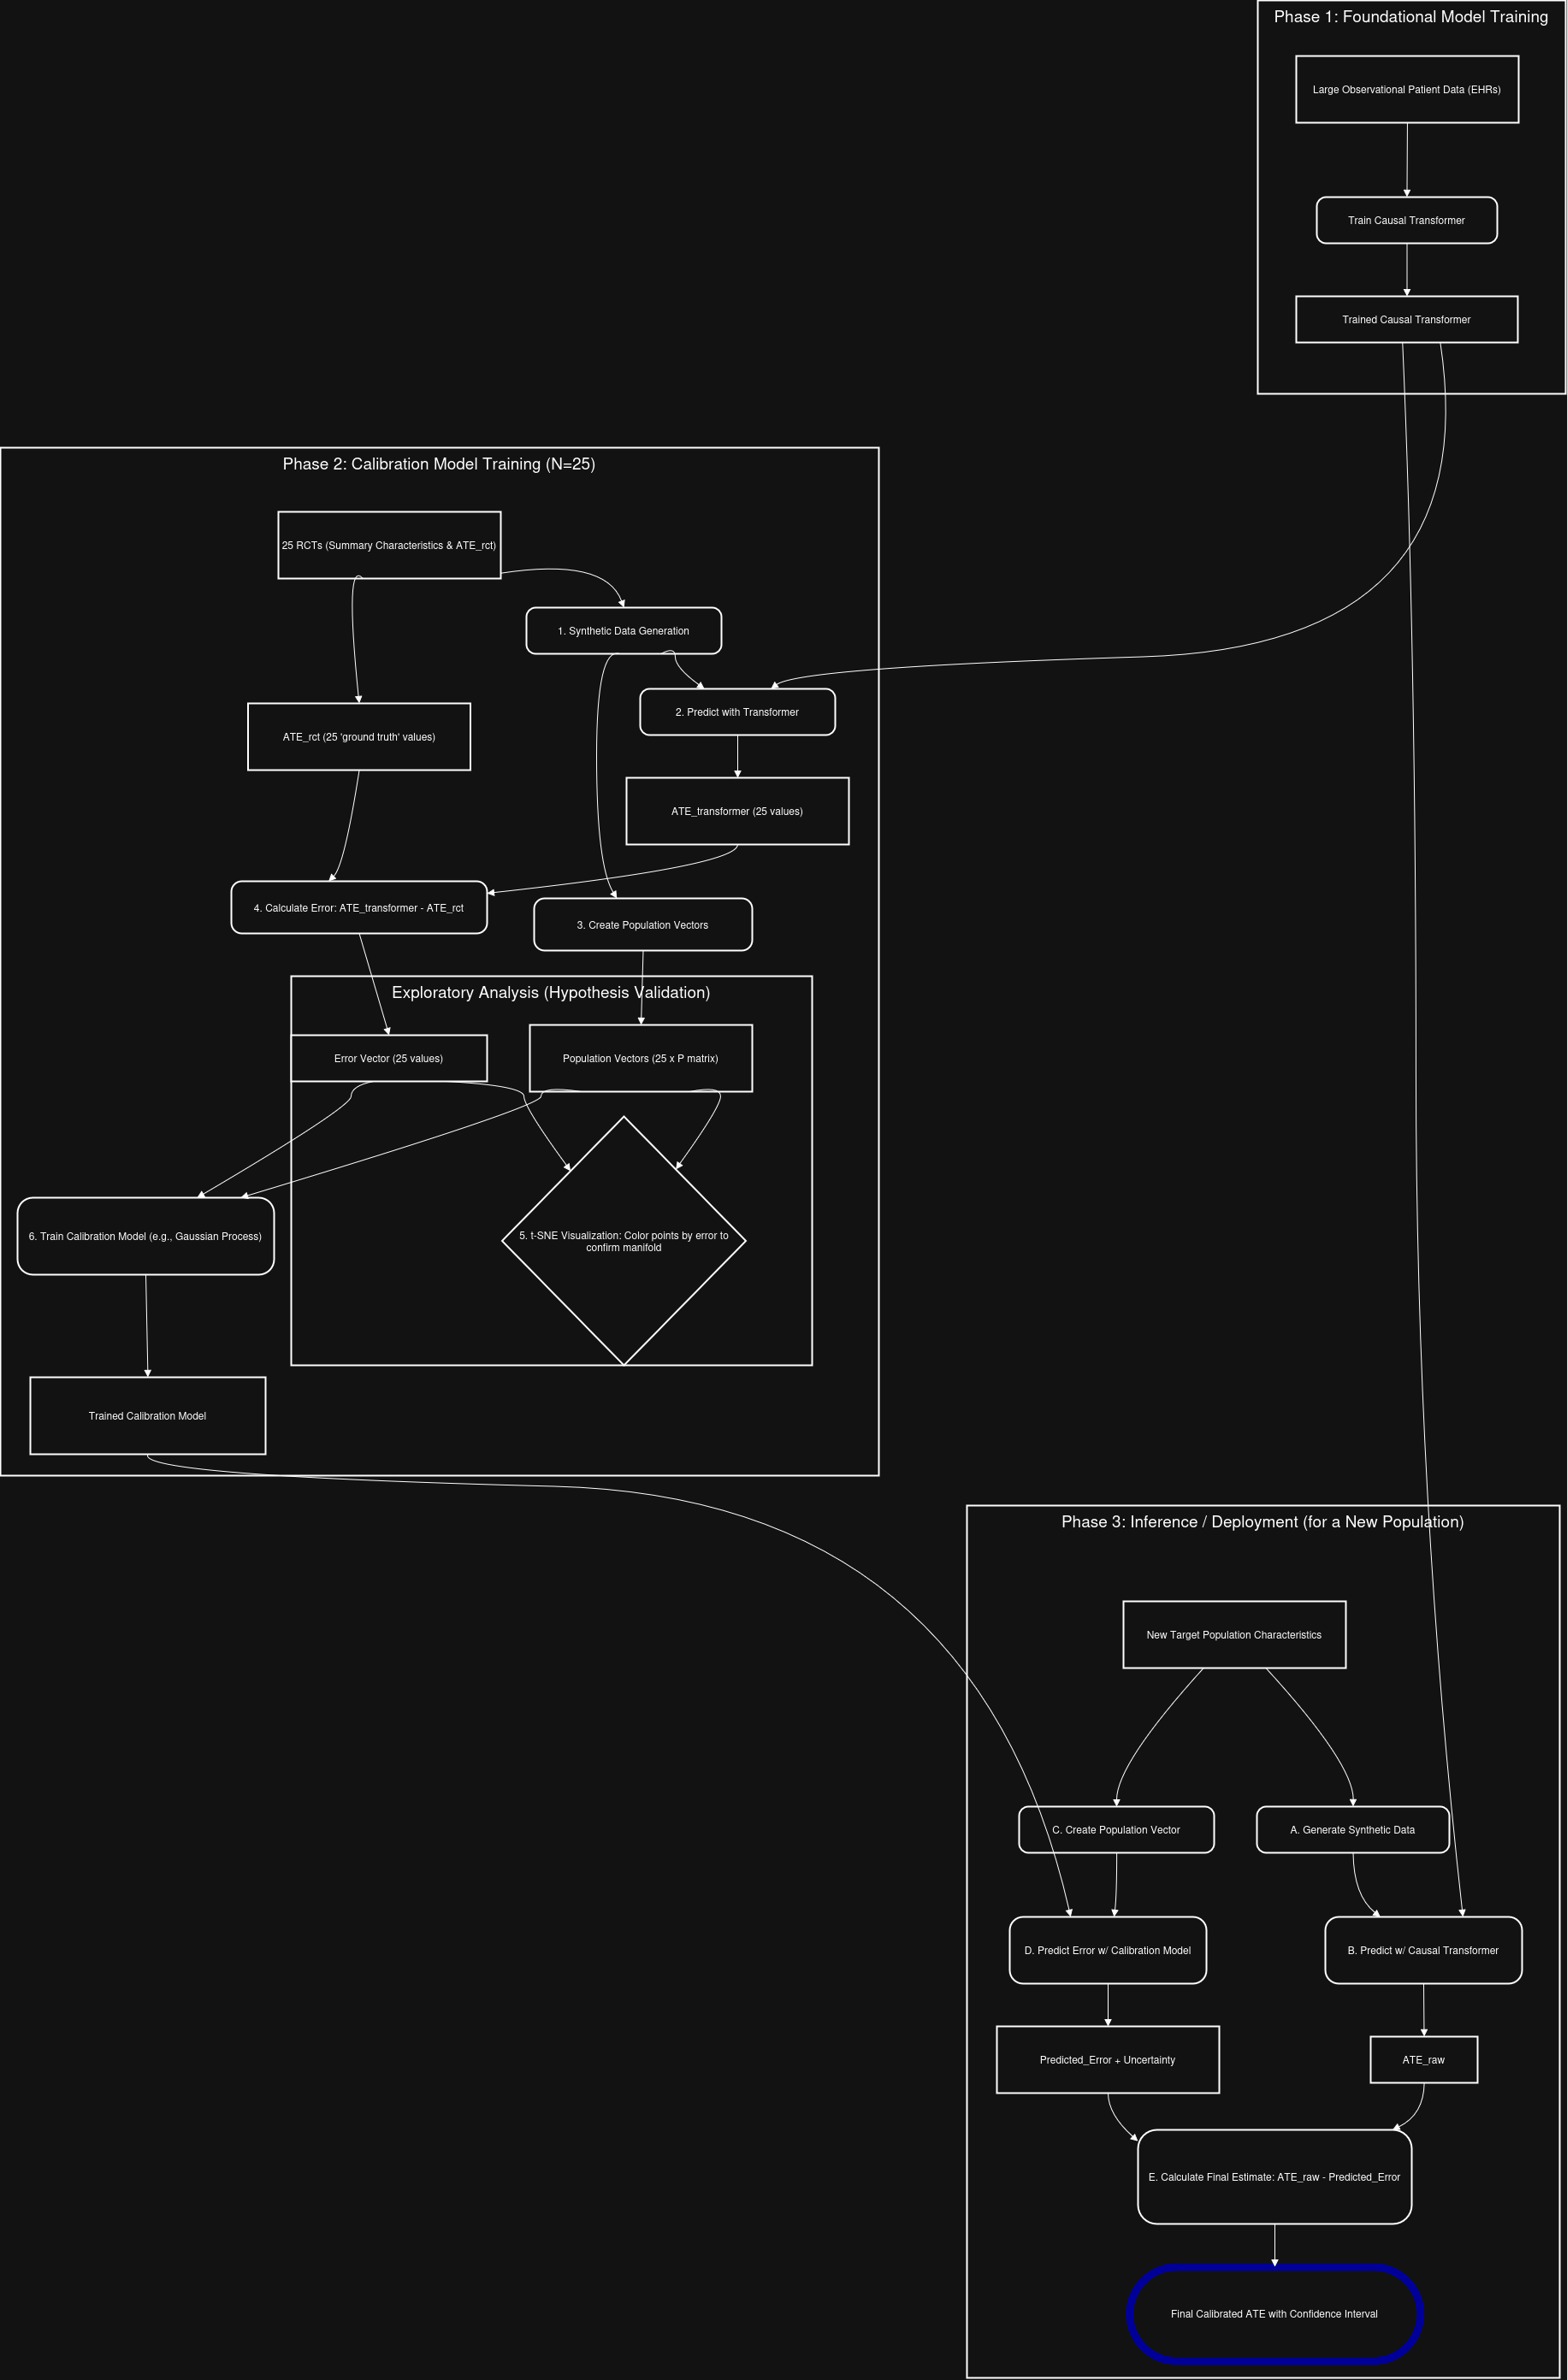 Phase 1: Foundational Model Training
Large Observational Patient Data (EHRs)
Train Causal Transformer
Trained Causal Transformer
Phase 2: Calibration Model Training (N=25)
25 RCTs (Summary Characteristics & ATE_rct)
1. Synthetic Data Generation
2. Predict with Transformer
ATE_rct (25 'ground truth' values)
ATE_transformer (25 values)
4. Calculate Error: ATE_transformer - ATE_rct
3. Create Population Vectors
Exploratory Analysis (Hypothesis Validation)
Error Vector (25 values)
Population Vectors (25 x P matrix)
5. t-SNE Visualization: Color points by error to
confirm manifold
6. Train Calibration Model (e.g., Gaussian Process)
Trained Calibration Model
Phase 3: Inference / Deployment (for a New Population)
New Target Population Characteristics
C. Create Population Vector
A. Generate Synthetic Data
D. Predict Error w/ Calibration Model
B. Predict w/ Causal Transformer
Predicted_Error + Uncertainty
ATE_raw
E. Calculate Final Estimate: ATE_raw - Predicted_Error
Final Calibrated ATE with Confidence Interval